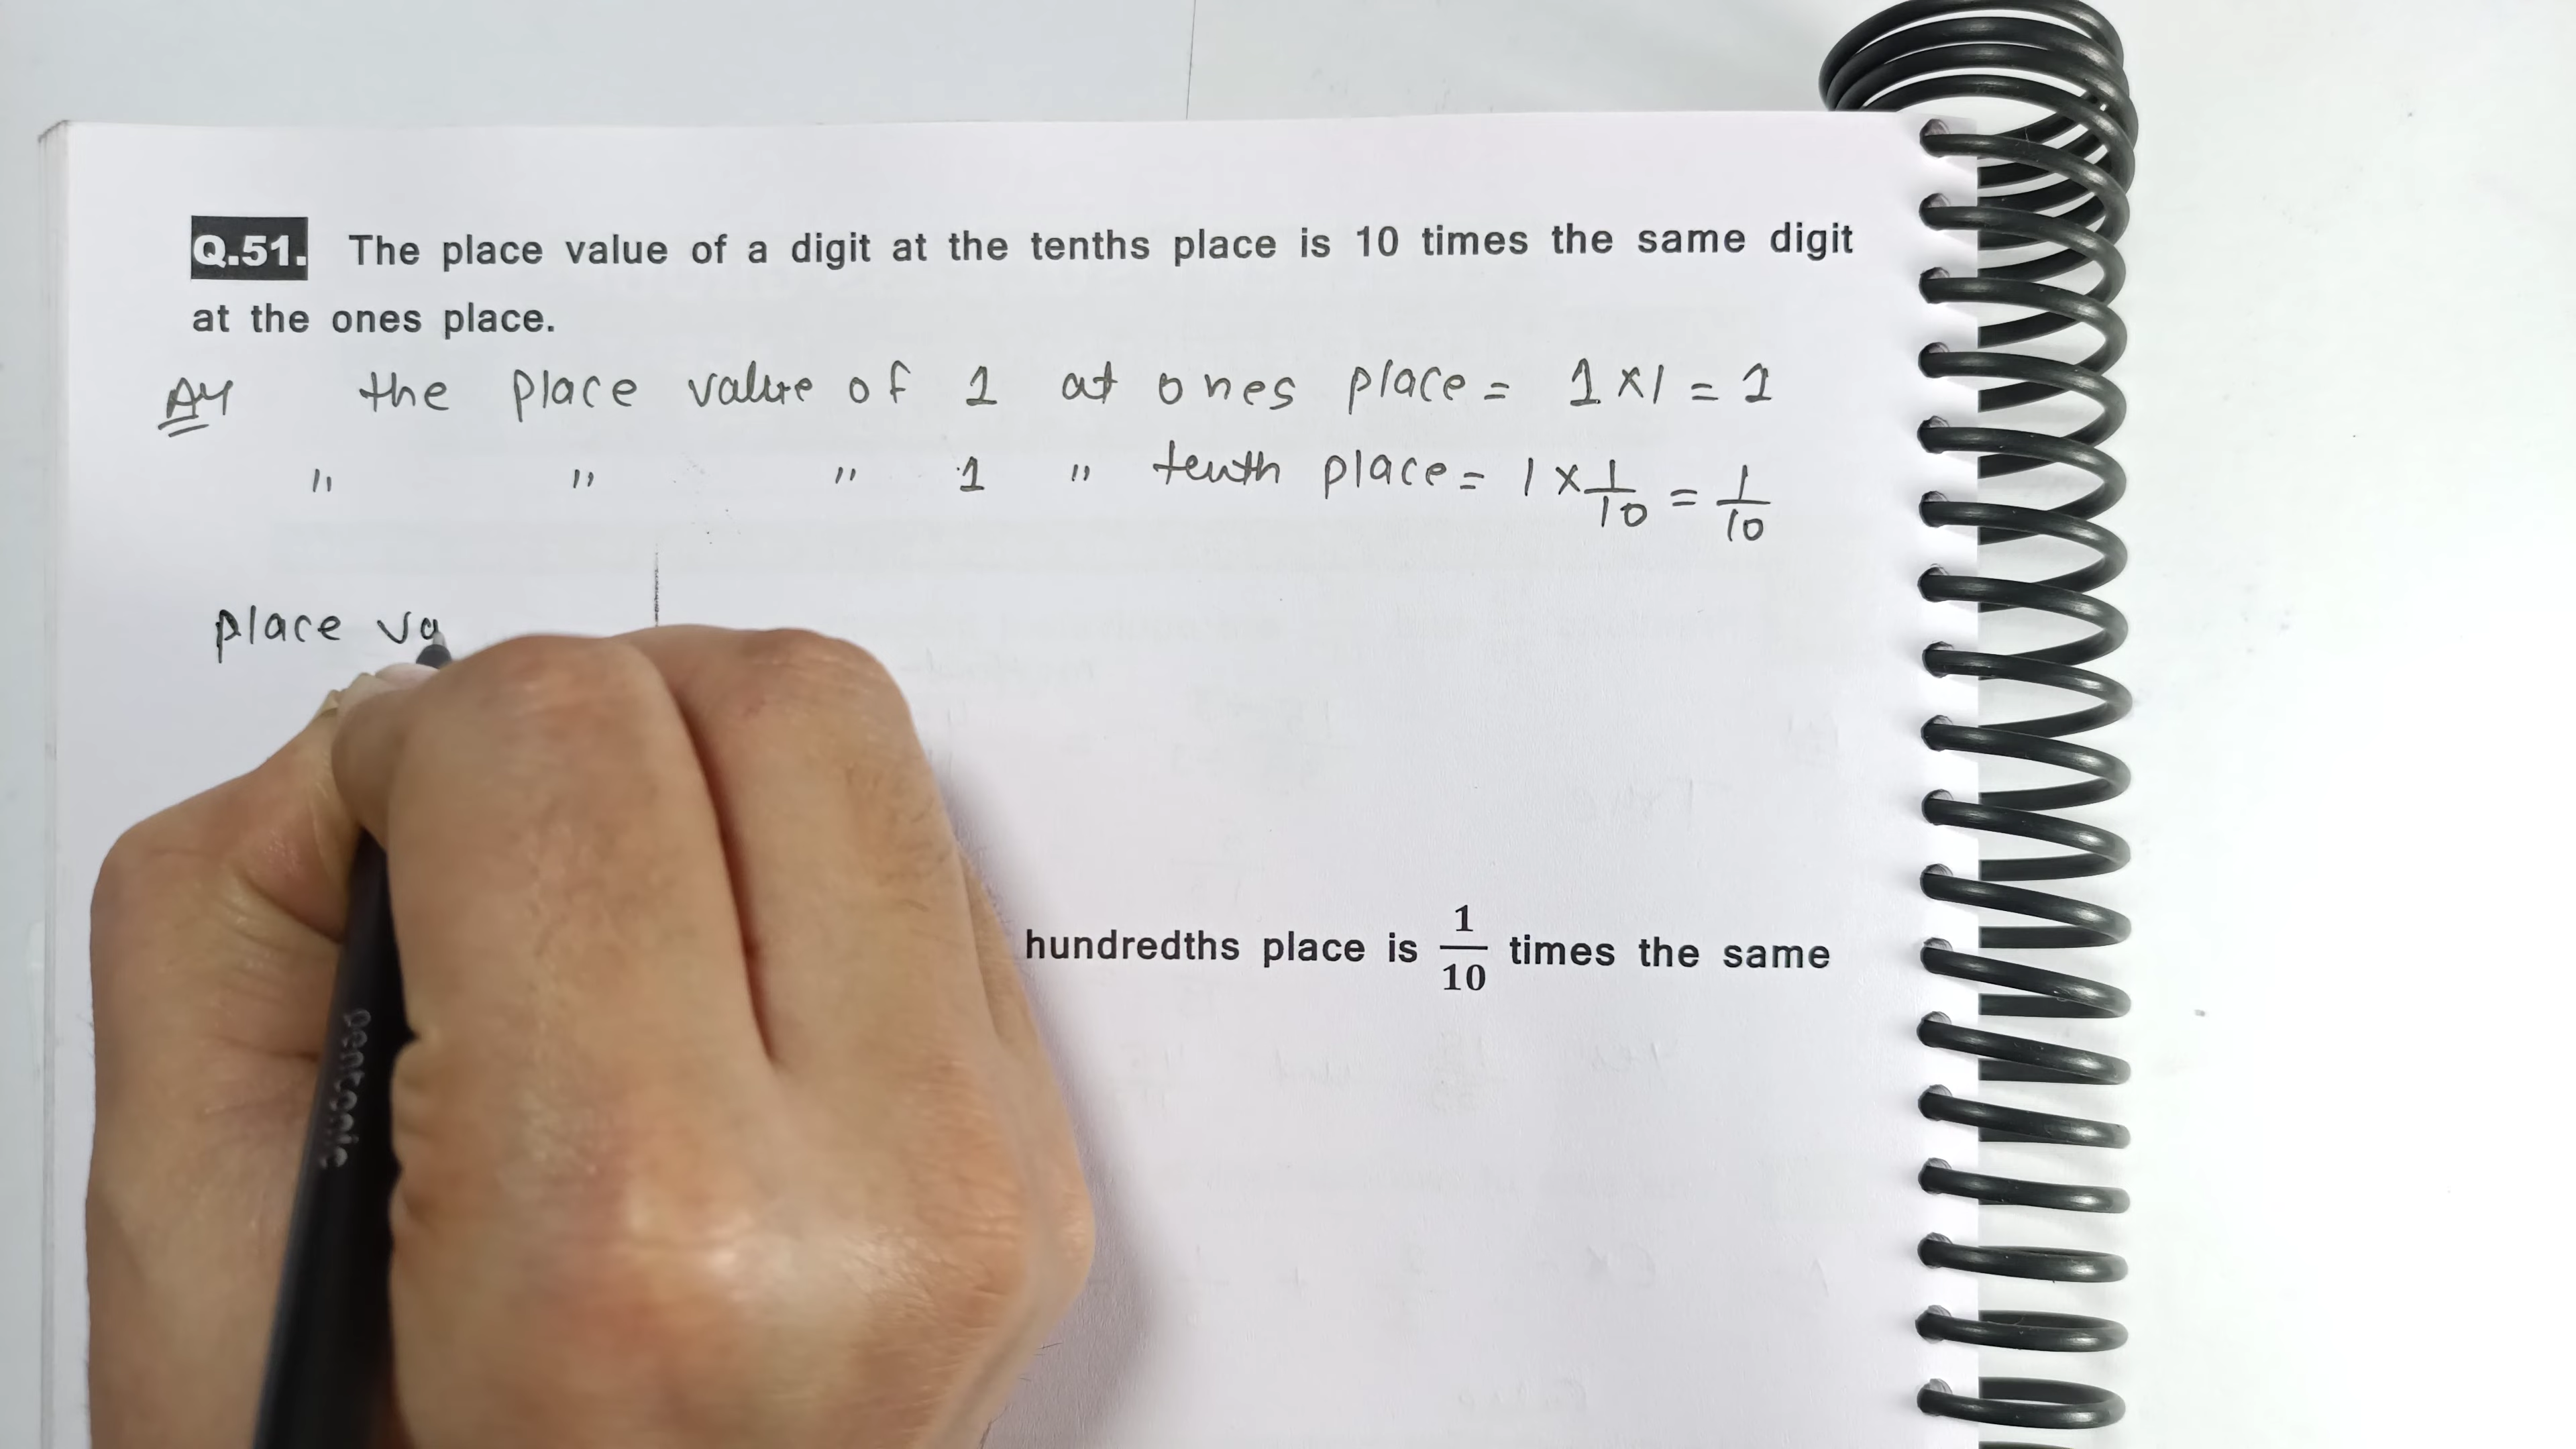 Q.51. The place value of a digit at the tenths place is 10 times the same digit
at the ones place.
the place value of 1 at ones place = 1 × 1 = 1
" " " 1 " tenth place = 1 × 1/10 = 1/10
place va
hundredths place is 1/10 times the same
pentonic